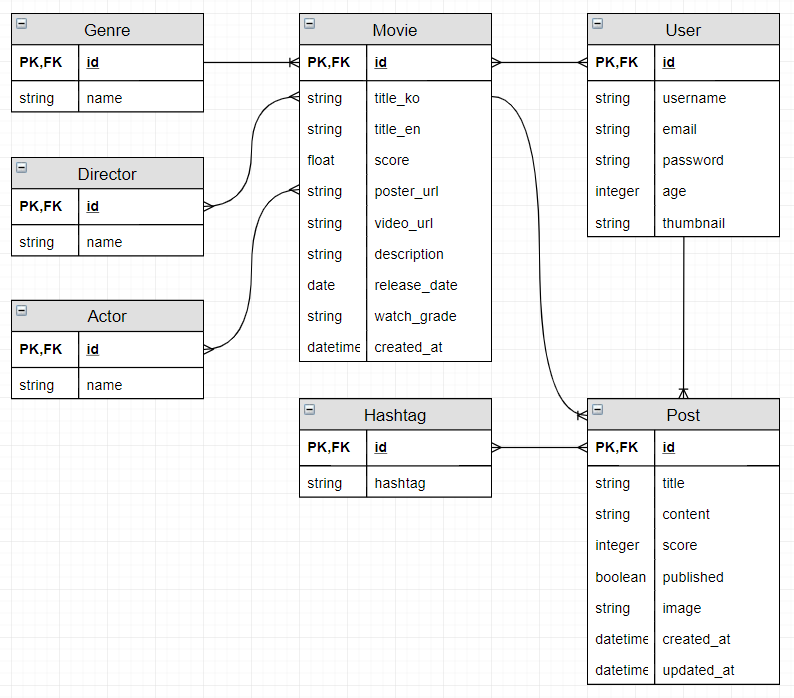 Genre
PK,FK id
string name
Director
PK,FK id
string name
Actor
PK,FK id
string name
Movie
PK,FK id
string title_ko
string title_en
float score
string poster_url
string video_url
string description
date release_date
string watch_grade
datetime created_at
Hashtag
PK,FK id
string hashtag
User
PK,FK id
string username
string email
string password
integer age
string thumbnail
Post
PK,FK id
string title
string content
integer score
boolean published
string image
datetime created_at
datetime updated_at